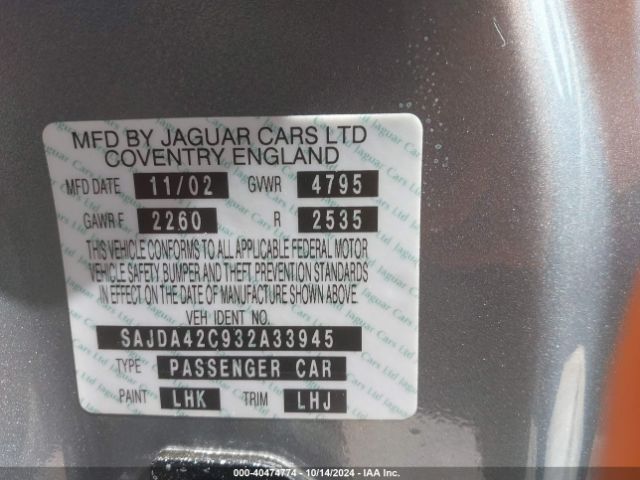 MFD BY JAGUAR CARS LTD
COVENTRY ENGLAND
MFD DATE 11/02 GVWR 4795
GAWR F 2260 R 2535
THIS VEHICLE CONFORMS TO ALL APPLICABLE FEDERAL MOTOR
VEHICLE SAFETY BUMPER AND THEFT PREVENTION STANDARDS
IN EFFECT ON THE DATE OF MANUFACTURE SHOWN ABOVE.
VEH IDENT NO.
SAJDA42C932A33945
TYPE PASSENGER CAR
PAINT LHK TRIM LHJ
000-40474774 - 10/14/2024 - IAA Inc.